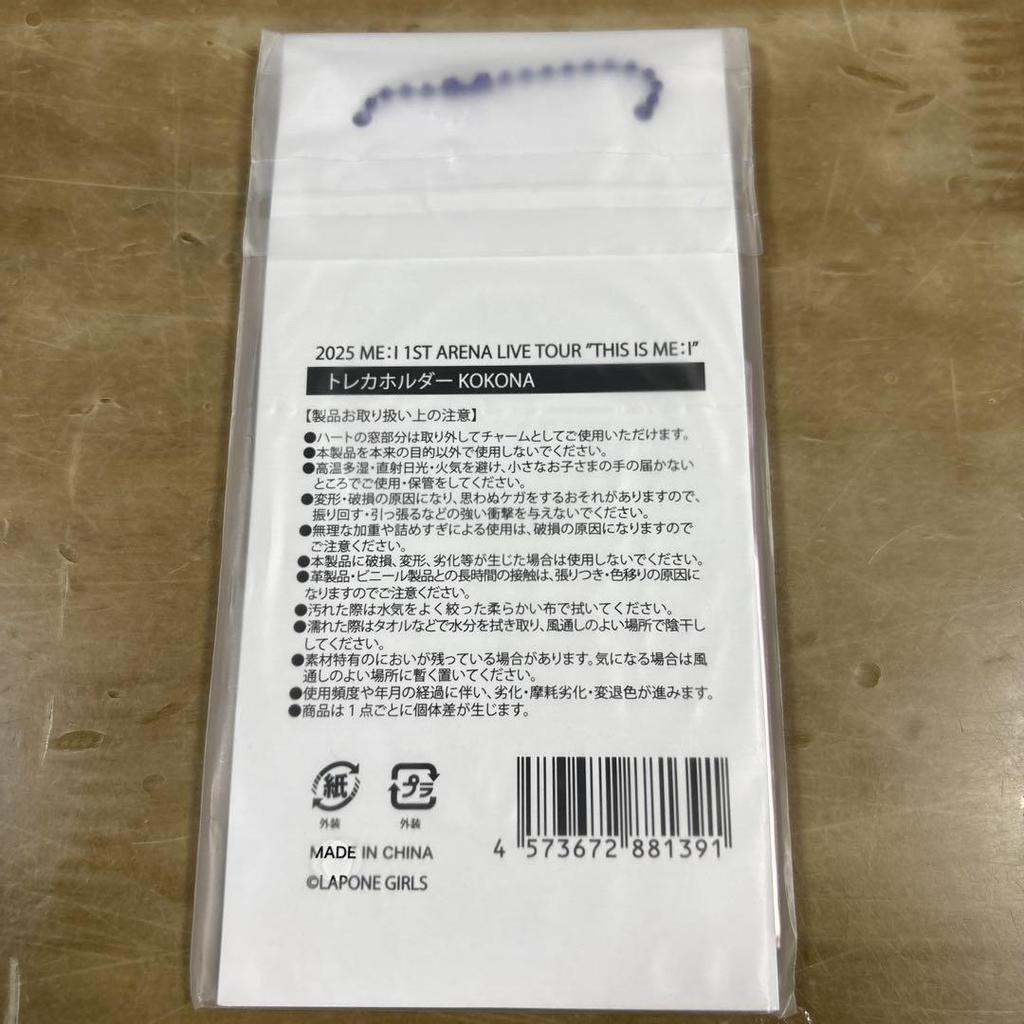 2025 ME:I 1ST ARENA LIVE TOUR "THIS IS ME:I"
トレカホルダー KOKONA
【製品お取り扱い上の注意】
●ハートの窓部分は取り外してチャームとしてご使用いただけます。
●本製品を本来の目的以外で使用しないでください。
●高温多湿・直射日光・火気を避け、小さなお子さまの手の届かない
ところでご使用・保管をしてください。
●変形・破損の原因になり、思わぬケガをするおそれがありますので、
振り回す・引っ張るなどの強い衝撃を与えないでください。
●無理な加重や詰めすぎによる使用は、破損の原因になりますので
ご注意ください。
●本製品に破損、変形、劣化等が生じた場合は使用しないでください。
●革製品・ビニール製品との長時間の接触は、張りつき・色移りの原因に
なりますのでご注意ください。
●汚れた際は水気をよく絞った柔らかい布で拭いてください。
●濡れた際はタオルなどで水分を拭き取り、風通しのよい場所で陰干し
してください。
●素材特有のにおいが残っている場合があります。気になる場合は風
通しのよい場所に暫く置いてください。
●使用頻度や年月の経過に伴い、劣化・摩耗劣化・変退色が進みます。
●商品は1点ごとに個体差が生じます。
紙 プラ
外装 外装
4 573672 881391
MADE IN CHINA
©LAPONE GIRLS